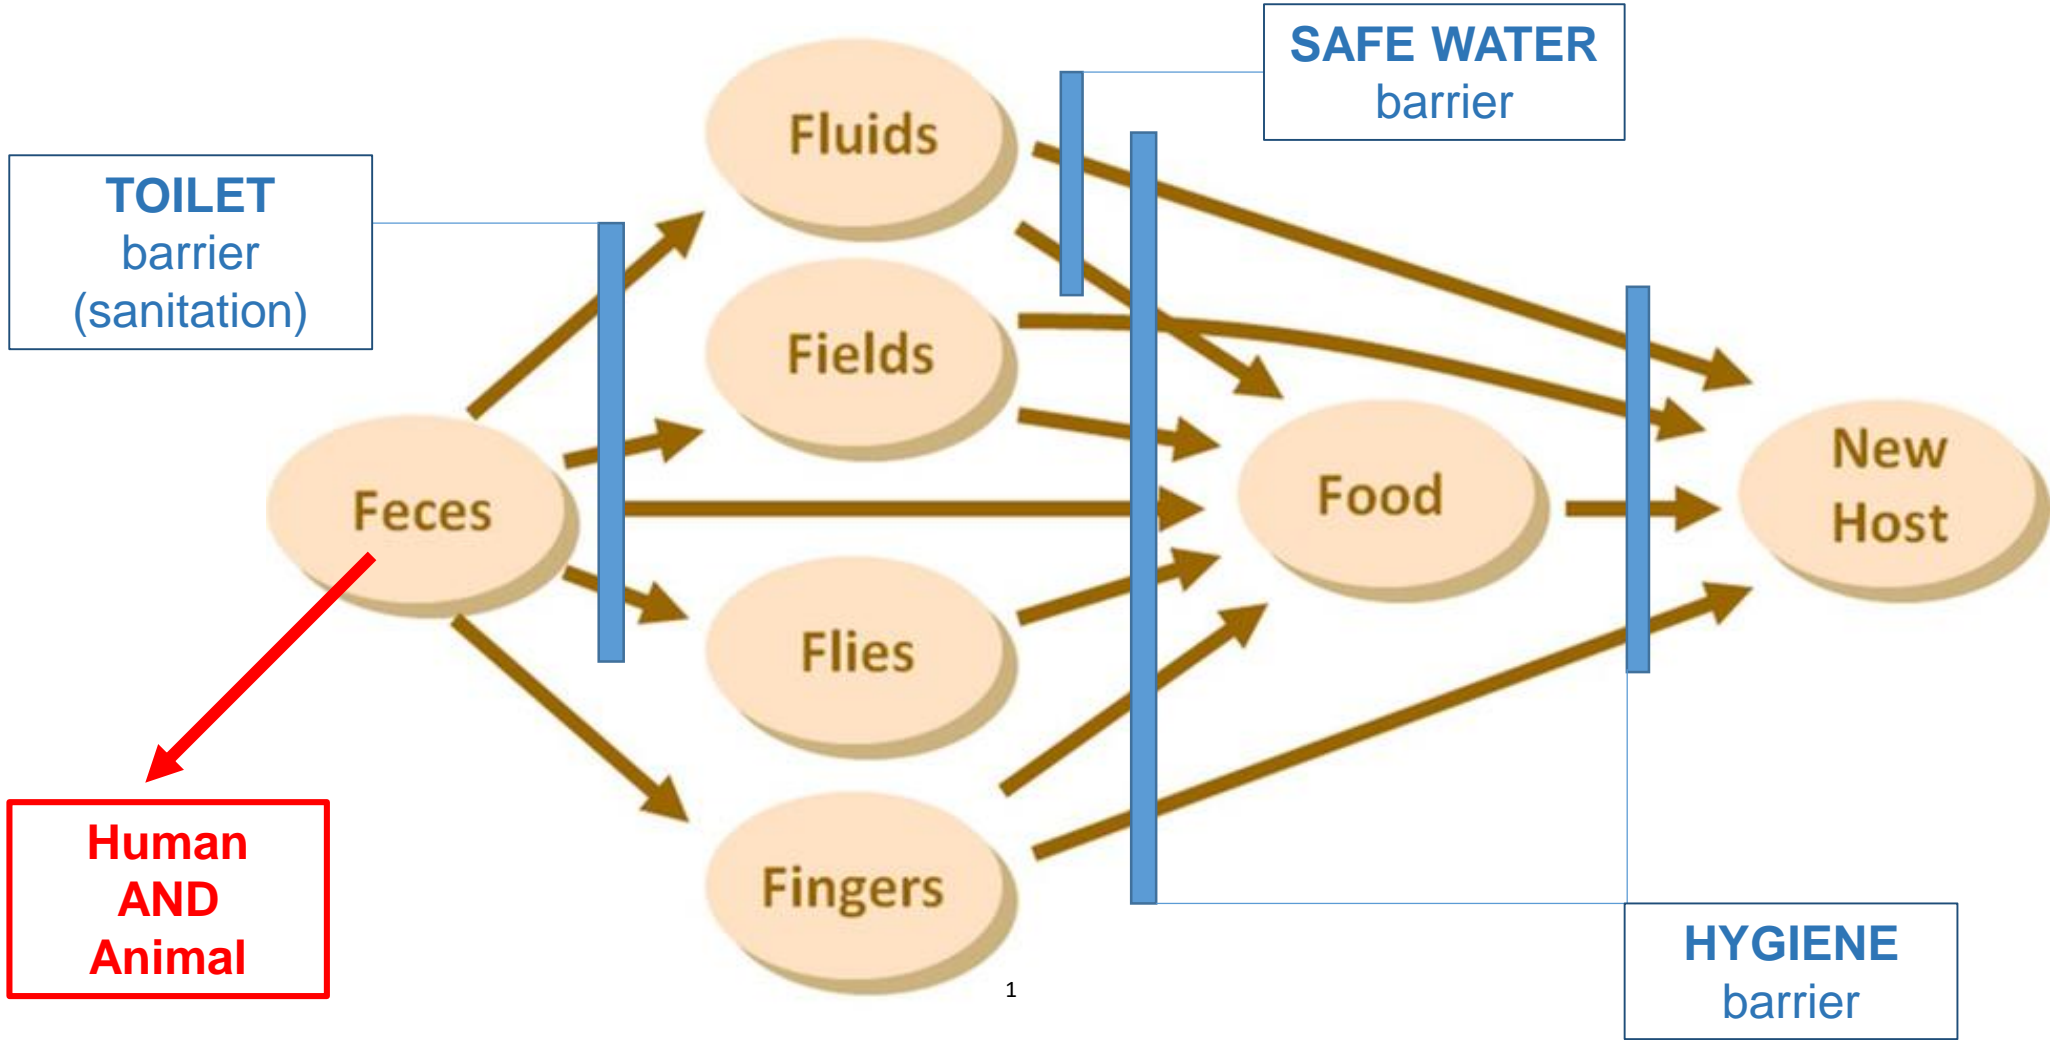 SAFE WATER
barrier
Fluids
TOILET
barrier
(sanitation)
Fields
Feces
Food
New
Host
Flies
Human
AND
Animal
Fingers
HYGIENE
barrier
1